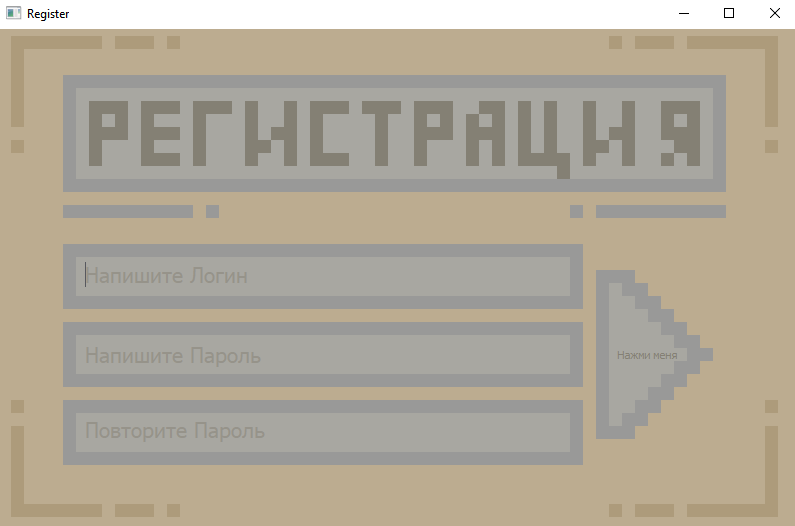 Register
РЕГИСТРАЦИЯ
Напишите Логин
Напишите Пароль
Нажми меня
Повторите Пароль